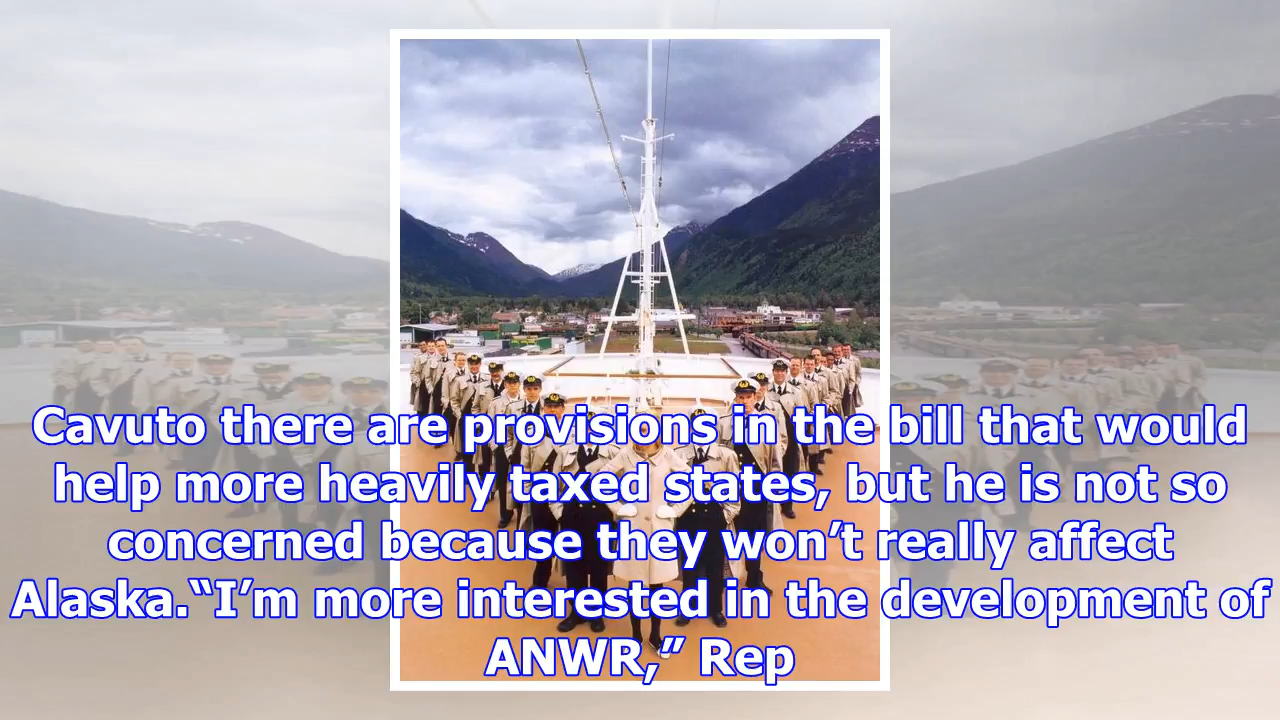 Cavuto there are provisions in the bill that would
help more heavily taxed states, but he is not so
concerned because they won’t really affect
Alaska.“I’m more interested in the development of
ANWR,” Rep